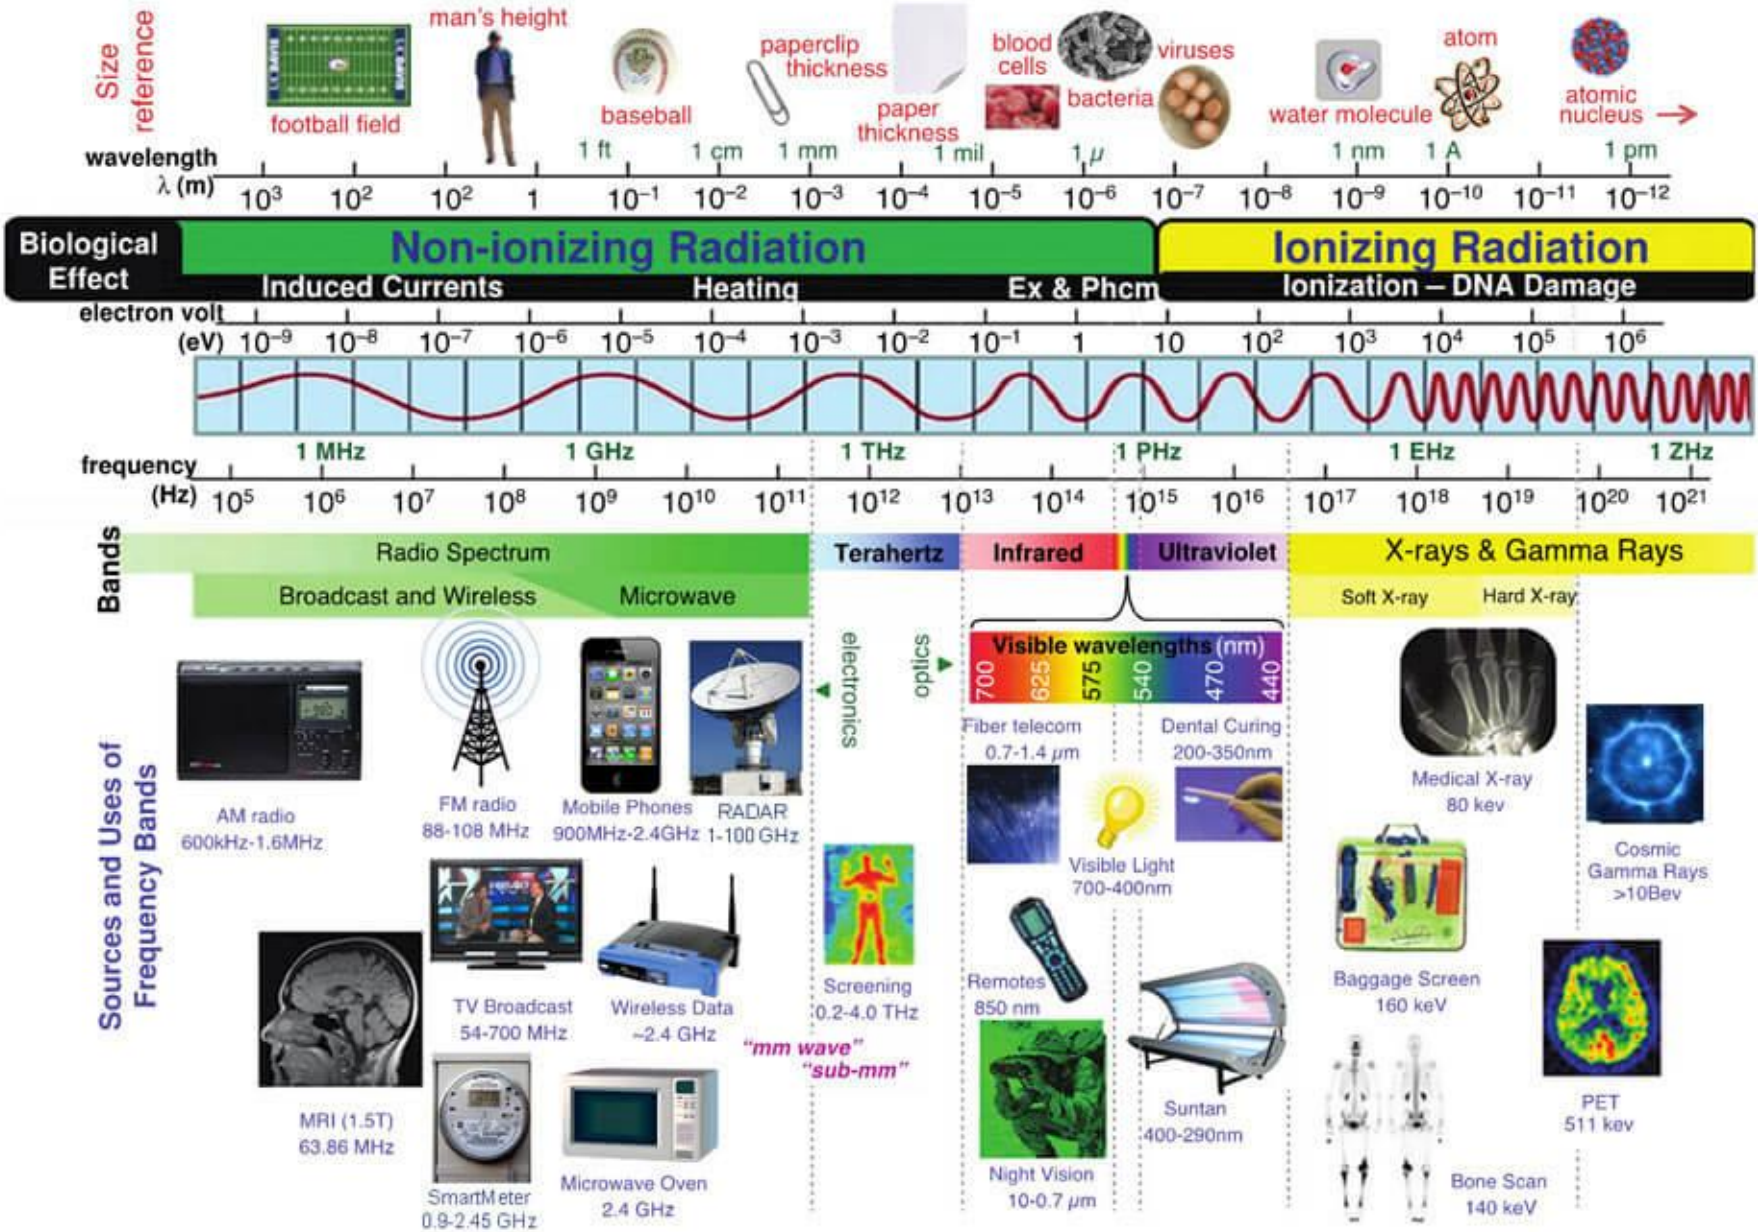 Size
reference
football field
man's height
baseball
paperclip
thickness
paper
thickness
blood
cells
bacteria
viruses
water molecule
atom
atomic
nucleus
wavelength
λ (m)
1 ft 1 cm 1 mm 1 mil 1 μ 1 nm 1 A 1 pm
10³ 10² 10² 1 10⁻¹ 10⁻² 10⁻³ 10⁻⁴ 10⁻⁵ 10⁻⁶ 10⁻⁷ 10⁻⁸ 10⁻⁹ 10⁻¹⁰ 10⁻¹¹ 10⁻¹²
Biological
Effect
Non-ionizing Radiation
Ionizing Radiation
Induced Currents
Heating
Ex & Phcm
Ionization – DNA Damage
electron volt
(eV) 10⁻⁹ 10⁻⁸ 10⁻⁷ 10⁻⁶ 10⁻⁵ 10⁻⁴ 10⁻³ 10⁻² 10⁻¹ 1 10 10² 10³ 10⁴ 10⁵ 10⁶
1 MHz 1 GHz 1 THz 1 PHz 1 EHz 1 ZHz
frequency
(Hz) 10⁵ 10⁶ 10⁷ 10⁸ 10⁹ 10¹⁰ 10¹¹ 10¹² 10¹³ 10¹⁴ 10¹⁵ 10¹⁶ 10¹⁷ 10¹⁸ 10¹⁹ 10²⁰ 10²¹
Bands
Radio Spectrum
Terahertz
Infrared
Ultraviolet
X-rays & Gamma Rays
Broadcast and Wireless
Microwave
Soft X-ray
Hard X-ray
electronics
optics
Visible wavelengths (nm)
700 625 575 540 470 440
Sources and Uses of
Frequency Bands
AM radio
600kHz-1.6MHz
FM radio
88-108 MHz
Mobile Phones
900MHz-2.4GHz
RADAR
1-100 GHz
Fiber telecom
0.7-1.4 μm
Dental Curing
200-350nm
Medical X-ray
80 kev
Visible Light
700-400nm
Cosmic
Gamma Rays
>10Bev
TV Broadcast
54-700 MHz
Wireless Data
~2.4 GHz
Screening
0.2-4.0 THz
Remotes
850 nm
Baggage Screen
160 keV
"mm wave"
"sub-mm"
MRI (1.5T)
63.86 MHz
SmartMeter
0.9-2.45 GHz
Microwave Oven
2.4 GHz
Night Vision
10-0.7 μm
Suntan
400-290nm
PET
511 kev
Bone Scan
140 keV